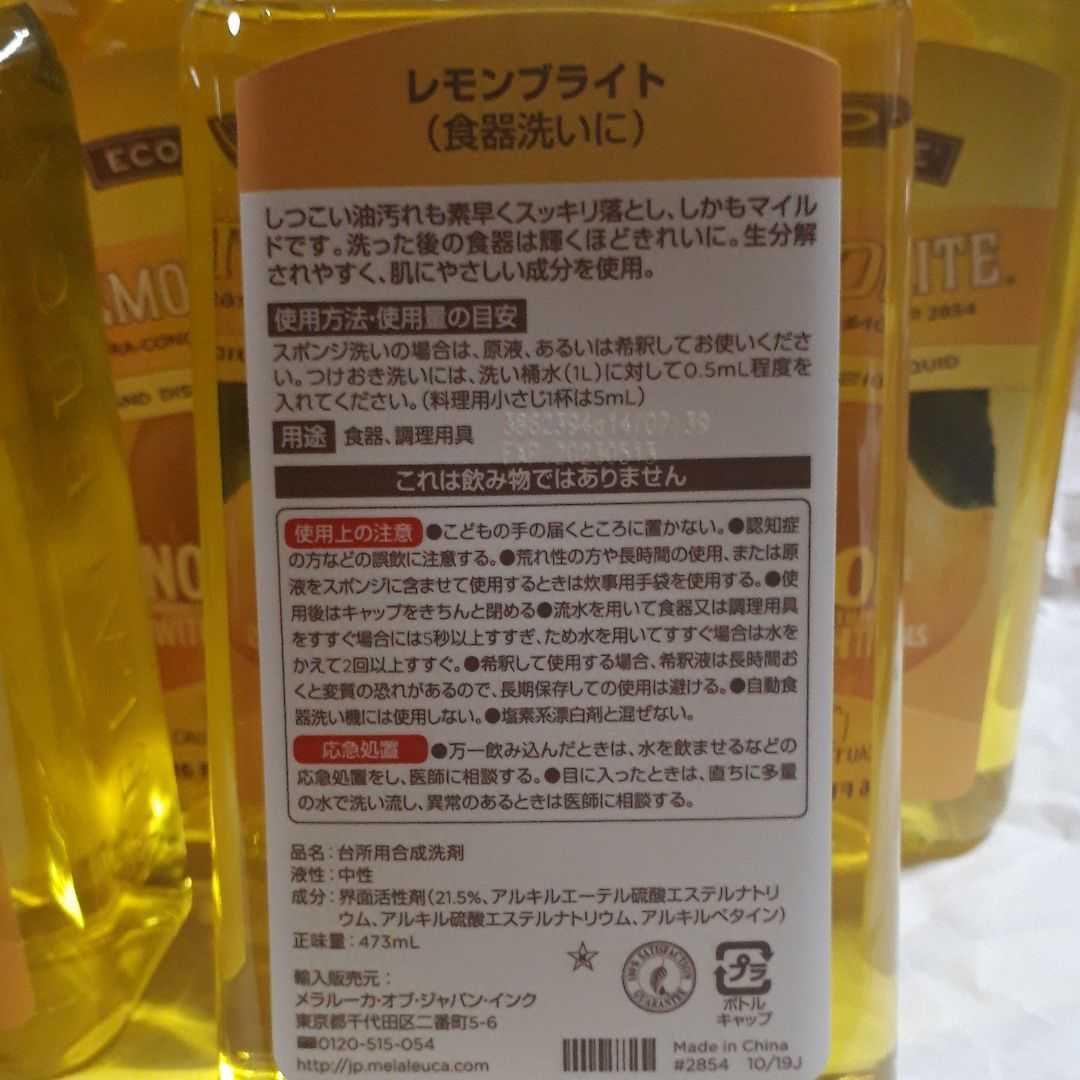 レモンブライト
（食器洗いに）
しつこい油汚れも素早くスッキリ落とし、しかもマイル
ドです。洗った後の食器は輝くほどきれいに。生分解
されやすく、肌にやさしい成分を使用。
使用方法・使用量の目安
スポンジ洗いの場合は、原液、あるいは希釈してお使いくださ
い。つけおき洗いには、洗い桶水(1L)に対して0.5mL程度を
入れてください。(料理用小さじ1杯は5mL)
用途 食器、調理用具
EXP 20230513
これは飲み物ではありません
使用上の注意 ●こどもの手の届くところに置かない。●認知症
の方などの誤飲に注意する。●荒れ性の方や長時間の使用、または原
液をスポンジに含ませて使用するときは炊事用手袋を使用する。●使
用後はキャップをきちんと閉める●流水を用いて食器又は調理用具
をすすぐ場合には5秒以上すすぎ、ため水を用いてすすぐ場合は水を
かえて2回以上すすぐ。●希釈して使用する場合、希釈液は長時間お
くと変質の恐れがあるので、長期保存しての使用は避ける。●自動食
器洗い機には使用しない。●塩素系漂白剤と混ぜない。
応急処置 ●万一飲み込んだときは、水を飲ませるなどの
応急処置をし、医師に相談する。●目に入ったときは、直ちに多量
の水で洗い流し、異常のあるときは医師に相談する。
品名：台所用合成洗剤
液性：中性
成分：界面活性剤(21.5%、アルキルエーテル硫酸エステルナトリ
ウム、アルキル硫酸エステルナトリウム、アルキルベタイン)
正味量：473mL
輸入販売元：
メラルーカ・オブ・ジャパン・インク
東京都千代田区二番町5-6
0120-515-054
http://jp.melaleuca.com
100% SATISFACTION GUARANTEE
プラ
ボトル
キャップ
Made in China
#2854 10/19J
ECO
2854